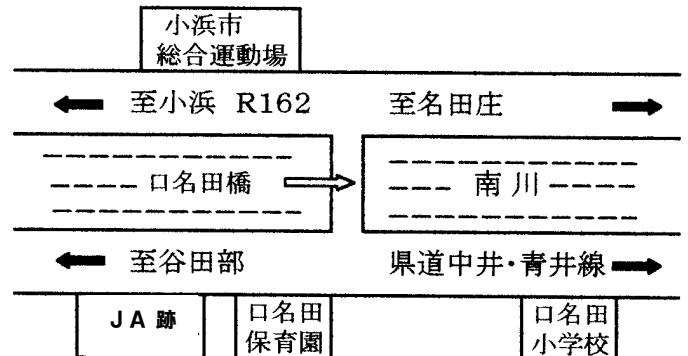 小浜市
総合運動場
至小浜 R162 至名田庄
口名田橋 南川
至谷田部 県道中井・青井線
JA跡
口名田
保育園
口名田
小学校